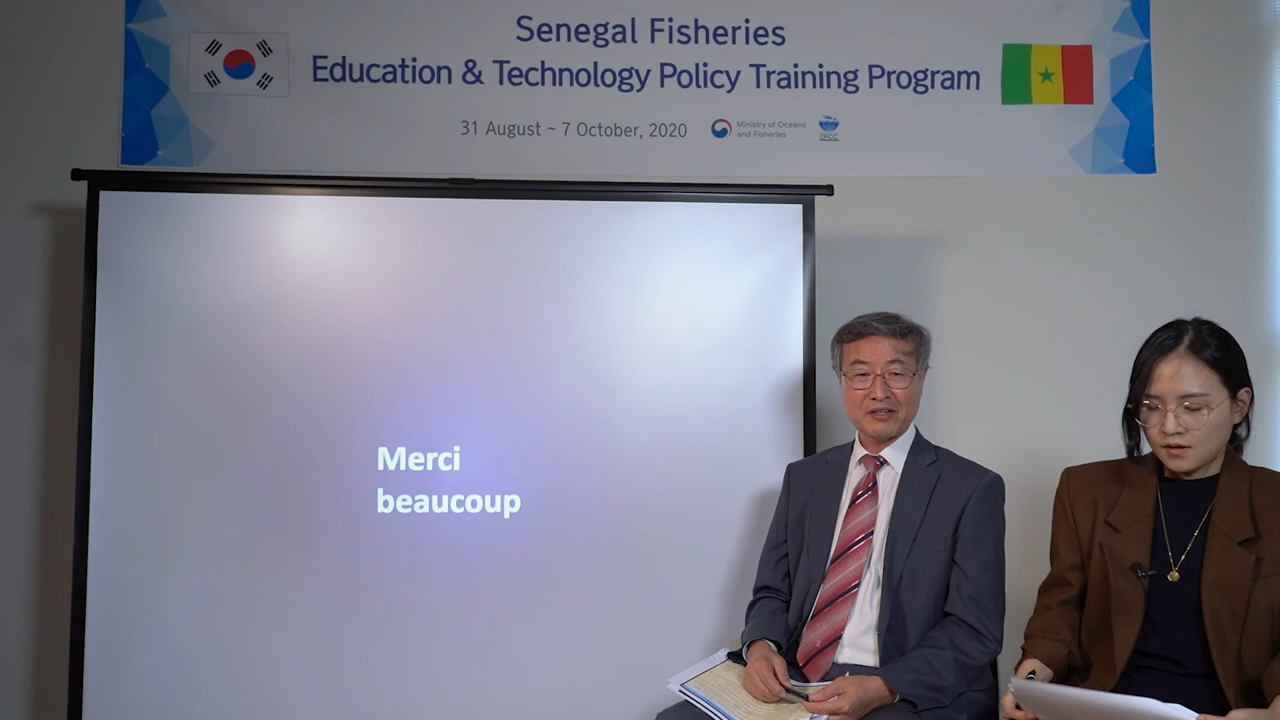 Senegal Fisheries
Education & Technology Policy Training Program
31 August ~ 7 October, 2020
Ministry of Oceans
and Fisheries
OFCC
Merci
beaucoup